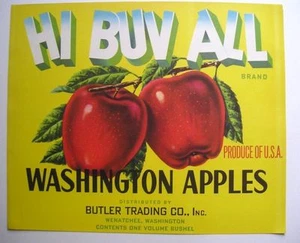 HI BUY ALL
BRAND
PRODUCE OF U.S.A.
WASHINGTON APPLES
DISTRIBUTED BY
BUTLER TRADING CO., INC.
WENATCHEE, WASHINGTON
CONTENTS ONE VOLUME BUSHEL